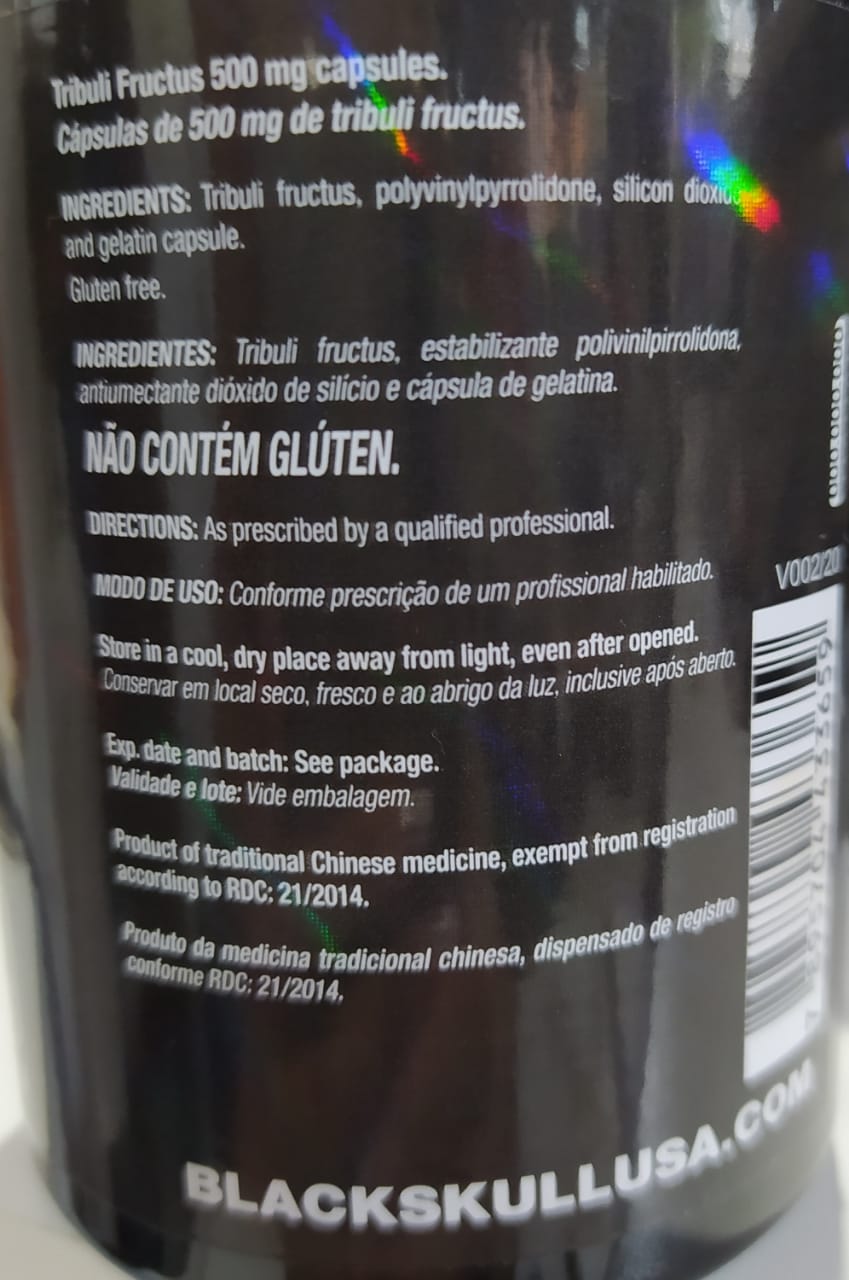 Tribuli Fructus 500 mg capsules.
Cápsulas de 500 mg de tribuli fructus.
INGREDIENTS: Tribuli fructus, polyvinylpyrrolidone, silicon
and gelatin capsule.
Gluten free.
INGREDIENTES: Tribuli fructus, estabilizante polivinilpirrolidona,
antiumectante dióxido de silício e cápsula de gelatina.
NÃO CONTÉM GLÚTEN.
DIRECTIONS: As prescribed by a qualified professional.
MODO DE USO: Conforme prescrição de um profissional habilitado.
Store in a cool, dry place away from light, even after opened.
Conservar em local seco, fresco e ao abrigo da luz, inclusive após aberto.
Exp. date and batch: See package.
Validade e lote: Vide embalagem.
Product of traditional Chinese medicine, exempt from registration
according to RDC: 21/2014.
Produto da medicina tradicional chinesa, dispensado de registro
conforme RDC: 21/2014.
V002/20
BLACKSKULLUSA.COM